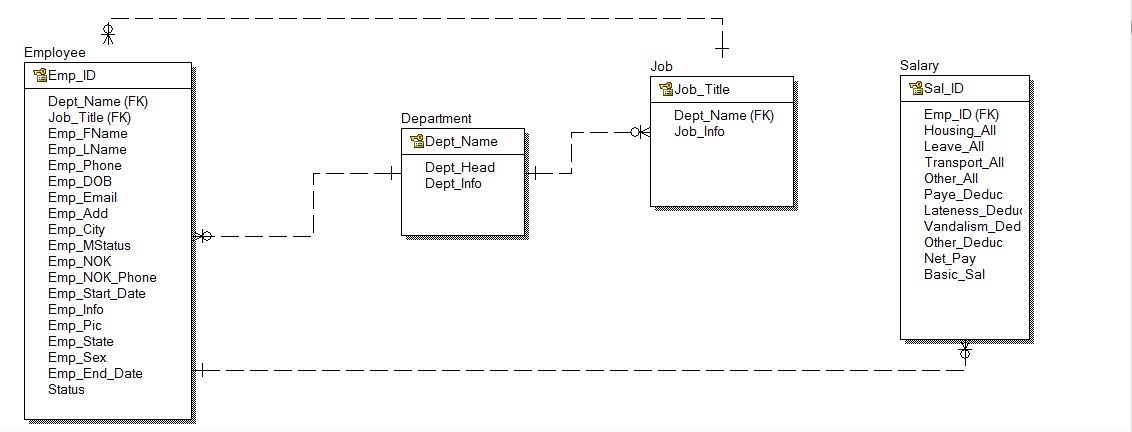 Employee
Emp_ID
Dept_Name (FK)
Job_Title (FK)
Emp_FName
Emp_LName
Emp_Phone
Emp_DOB
Emp_Email
Emp_Add
Emp_City
Emp_MStatus
Emp_NOK
Emp_NOK_Phone
Emp_Start_Date
Emp_Info
Emp_Pic
Emp_State
Emp_Sex
Emp_End_Date
Status
Department
Dept_Name
Dept_Head
Dept_Info
Job
Job_Title
Dept_Name (FK)
Job_Info
Salary
Sal_ID
Emp_ID (FK)
Housing_All
Leave_All
Transport_All
Other_All
Paye_Deduc
Lateness_Deduc
Vandalism_Ded
Other_Deduc
Net_Pay
Basic_Sal